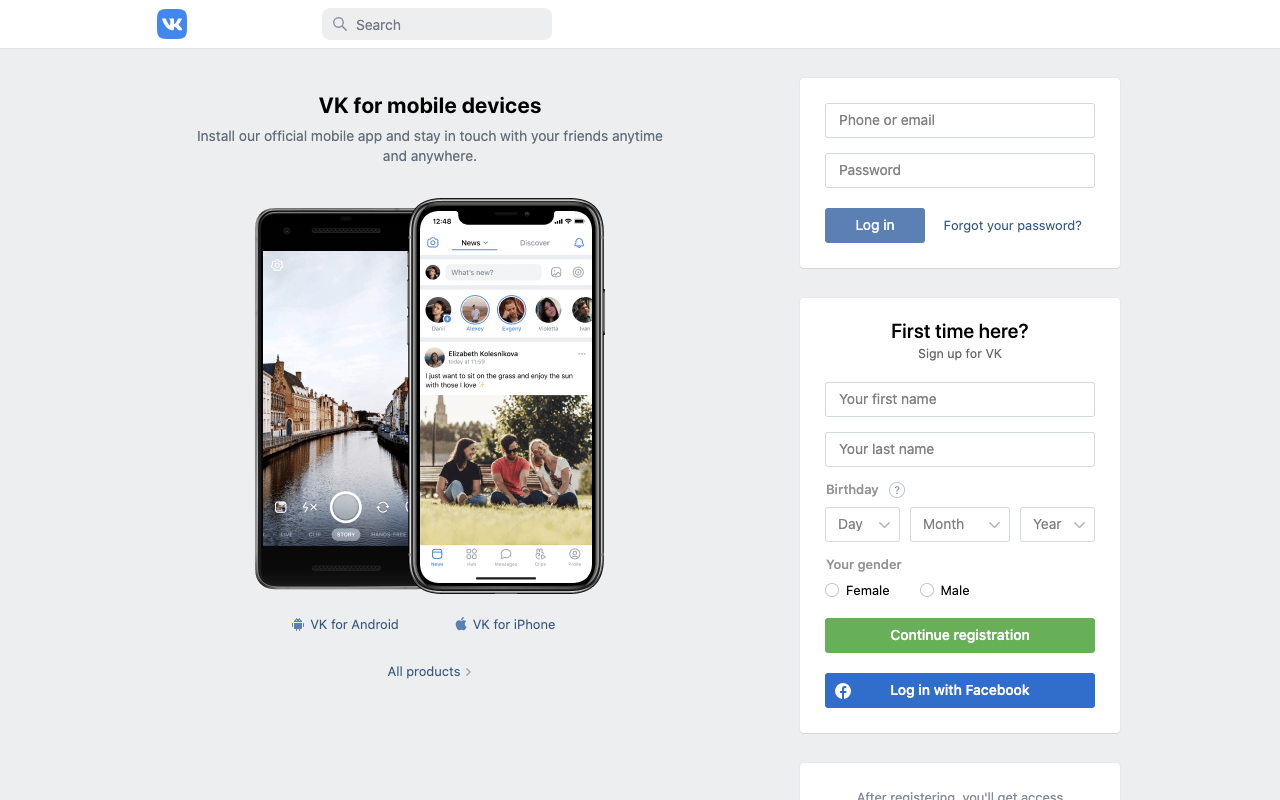 Search
VK for mobile devices
Install our official mobile app and stay in touch with your friends anytime
and anywhere.
12:48
News
Discover
What's new?
Danil
Alexey
Evgeny
Violetta
Ivan
Elizabeth Kolesnikova
today at 11:59
I just want to sit on the grass and enjoy the sun
with those I love ✨
LIVE
CLIP
STORY
HANDS-FREE
News
Hub
Messages
Clips
Profile
VK for Android
VK for iPhone
All products
Phone or email
Password
Log in
Forgot your password?
First time here?
Sign up for VK
Your first name
Your last name
Birthday ?
Day
Month
Year
Your gender
Female
Male
Continue registration
Log in with Facebook
After registering, you'll get access